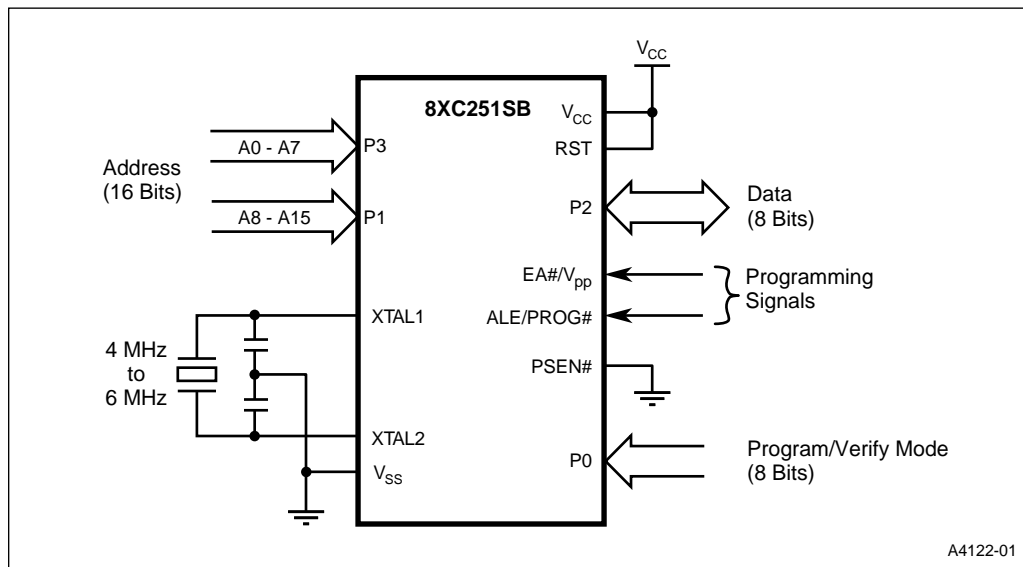 8XC251SB
V_CC
V_CC
RST
A0 - A7
P3
Address
(16 Bits)
A8 - A15
P1
P2
Data
(8 Bits)
EA#/V_pp
Programming
Signals
ALE/PROG#
XTAL1
4 MHz
to
6 MHz
PSEN#
XTAL2
V_SS
P0
Program/Verify Mode
(8 Bits)
A4122-01